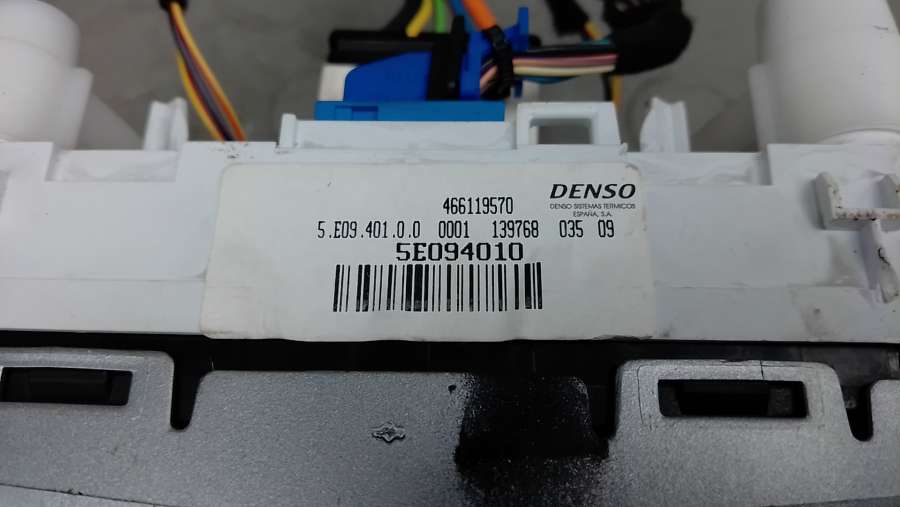 466119570
DENSO
DENSO SISTEMAS TERMICOS
ESPAÑA, S.A.
5.E09.401.0.0 0001 139768 035 09
5E094010